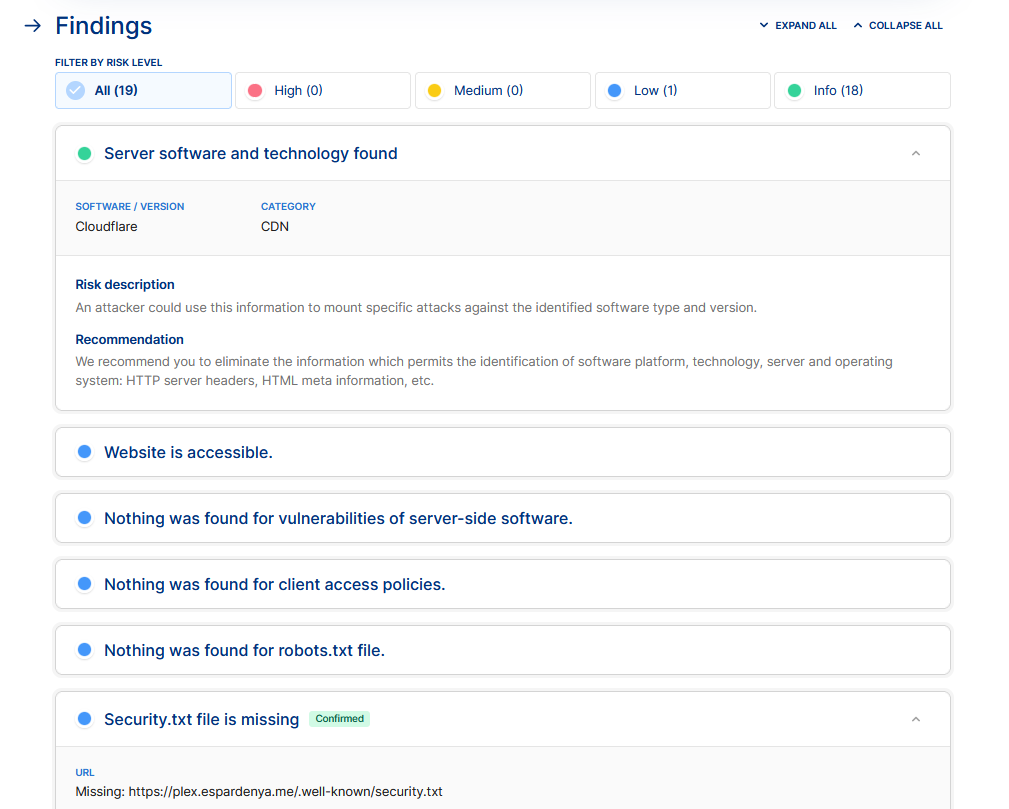 Findings
EXPAND ALL
COLLAPSE ALL
FILTER BY RISK LEVEL
All (19)
High (0)
Medium (0)
Low (1)
Info (18)
Server software and technology found
SOFTWARE / VERSION
CATEGORY
Cloudflare
CDN
Risk description
An attacker could use this information to mount specific attacks against the identified software type and version.
Recommendation
We recommend you to eliminate the information which permits the identification of software platform, technology, server and operating
system: HTTP server headers, HTML meta information, etc.
Website is accessible.
Nothing was found for vulnerabilities of server-side software.
Nothing was found for client access policies.
Nothing was found for robots.txt file.
Security.txt file is missing
Confirmed
URL
Missing: https://plex.espardenya.me/.well-known/security.txt